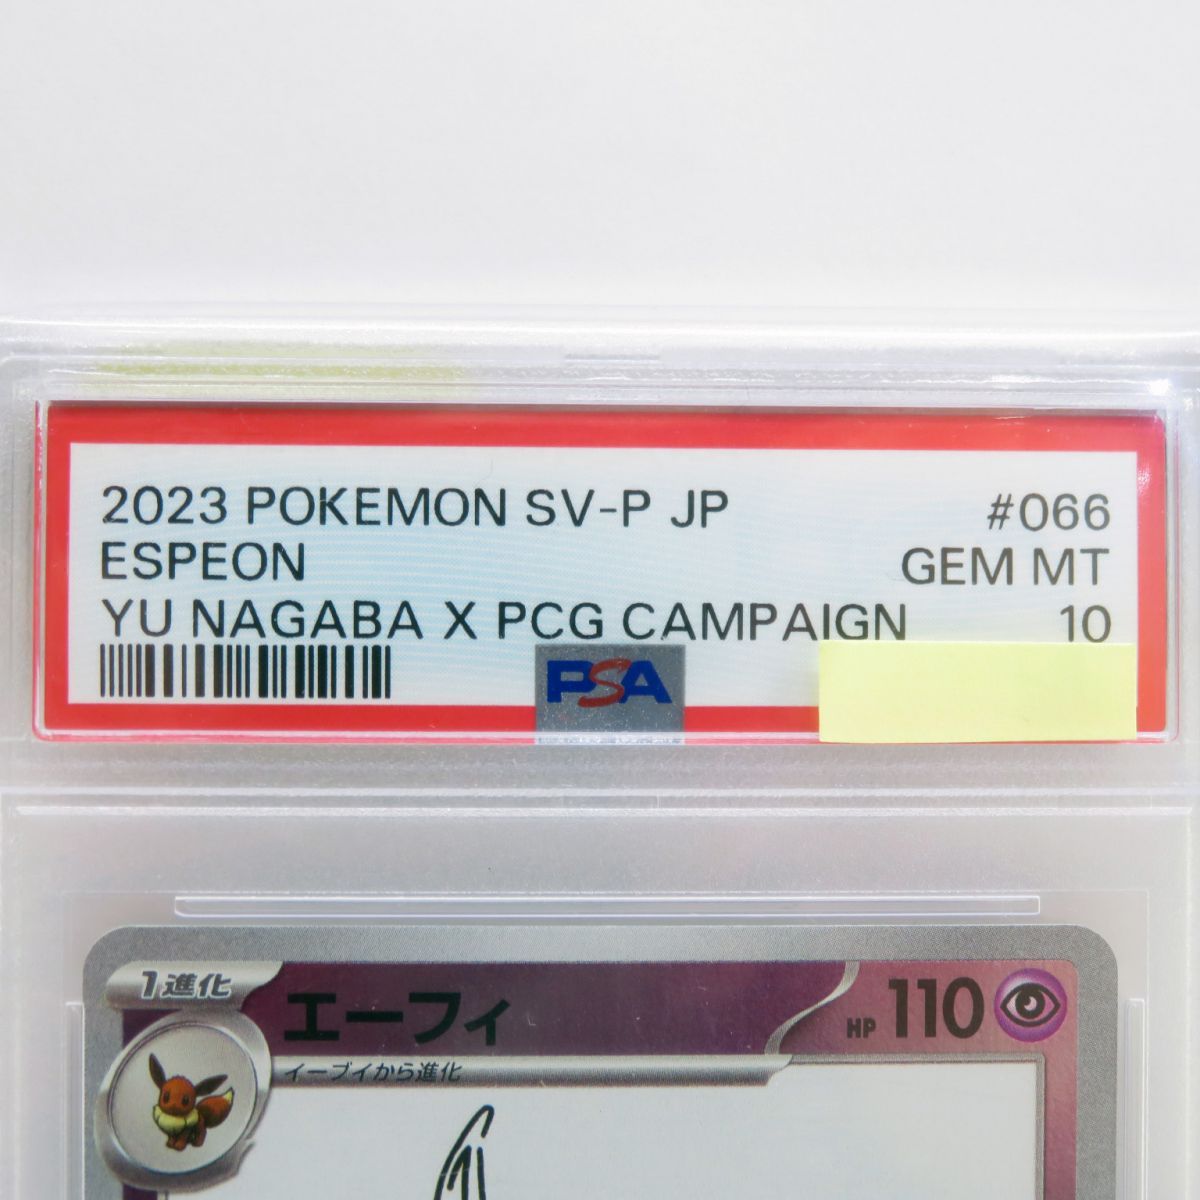 2023 POKEMON SV-P JP #066
ESPEON GEM MT
YU NAGABA X PCG CAMPAIGN 10
PSA
1進化
エーフィ HP 110
イーブイから進化